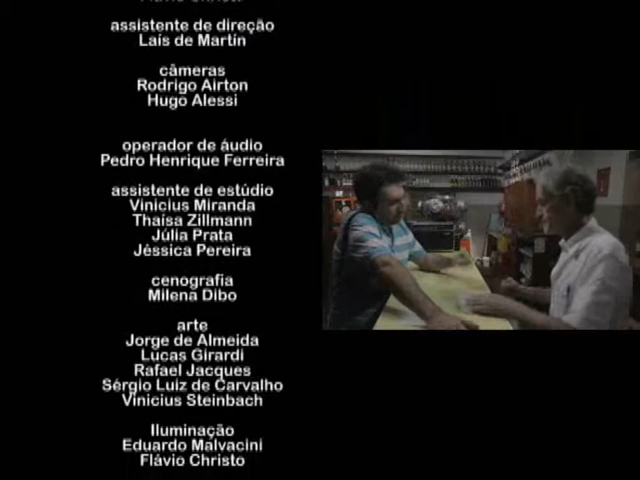 assistente de direção
Laís de Martin
câmeras
Rodrigo Airton
Hugo Alessi
operador de áudio
Pedro Henrique Ferreira
assistente de estúdio
Vinicius Miranda
Thaísa Zillmann
Júlia Prata
Jéssica Pereira
cenografia
Milena Dibo
arte
Jorge de Almeida
Lucas Girardi
Rafael Jacques
Sérgio Luiz de Carvalho
Vinicius Steinbach
Iluminação
Eduardo Malvacini
Flávio Christo